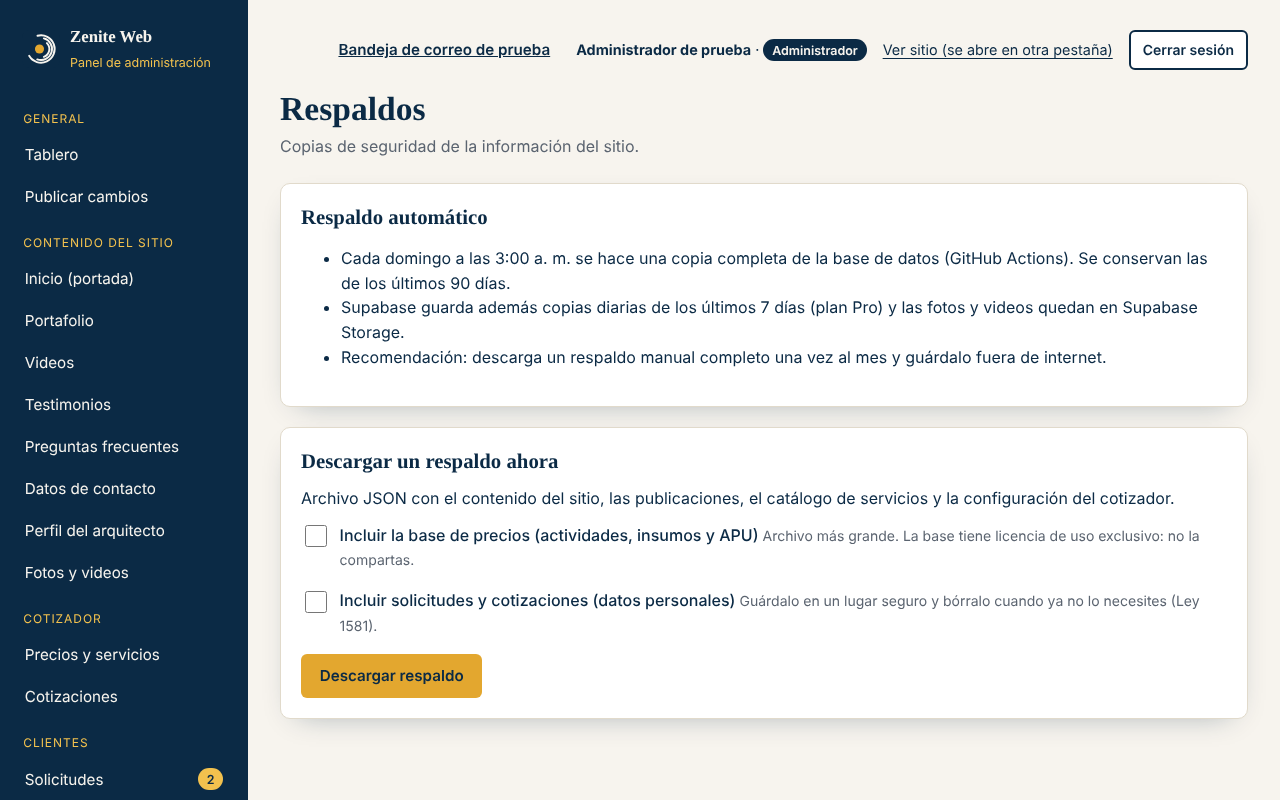 Zenite Web
Panel de administración
GENERAL
Tablero
Publicar cambios
CONTENIDO DEL SITIO
Inicio (portada)
Portafolio
Videos
Testimonios
Preguntas frecuentes
Datos de contacto
Perfil del arquitecto
Fotos y videos
COTIZADOR
Precios y servicios
Cotizaciones
CLIENTES
Solicitudes 2
Bandeja de correo de prueba Administrador de prueba · Administrador Ver sitio (se abre en otra pestaña) Cerrar sesión
Respaldos
Copias de seguridad de la información del sitio.
Respaldo automático
• Cada domingo a las 3:00 a. m. se hace una copia completa de la base de datos (GitHub Actions). Se conservan las
de los últimos 90 días.
• Supabase guarda además copias diarias de los últimos 7 días (plan Pro) y las fotos y videos quedan en Supabase
Storage.
• Recomendación: descarga un respaldo manual completo una vez al mes y guárdalo fuera de internet.
Descargar un respaldo ahora
Archivo JSON con el contenido del sitio, las publicaciones, el catálogo de servicios y la configuración del cotizador.
Incluir la base de precios (actividades, insumos y APU) Archivo más grande. La base tiene licencia de uso exclusivo: no la
compartas.
Incluir solicitudes y cotizaciones (datos personales) Guárdalo en un lugar seguro y bórralo cuando ya no lo necesites (Ley
1581).
Descargar respaldo